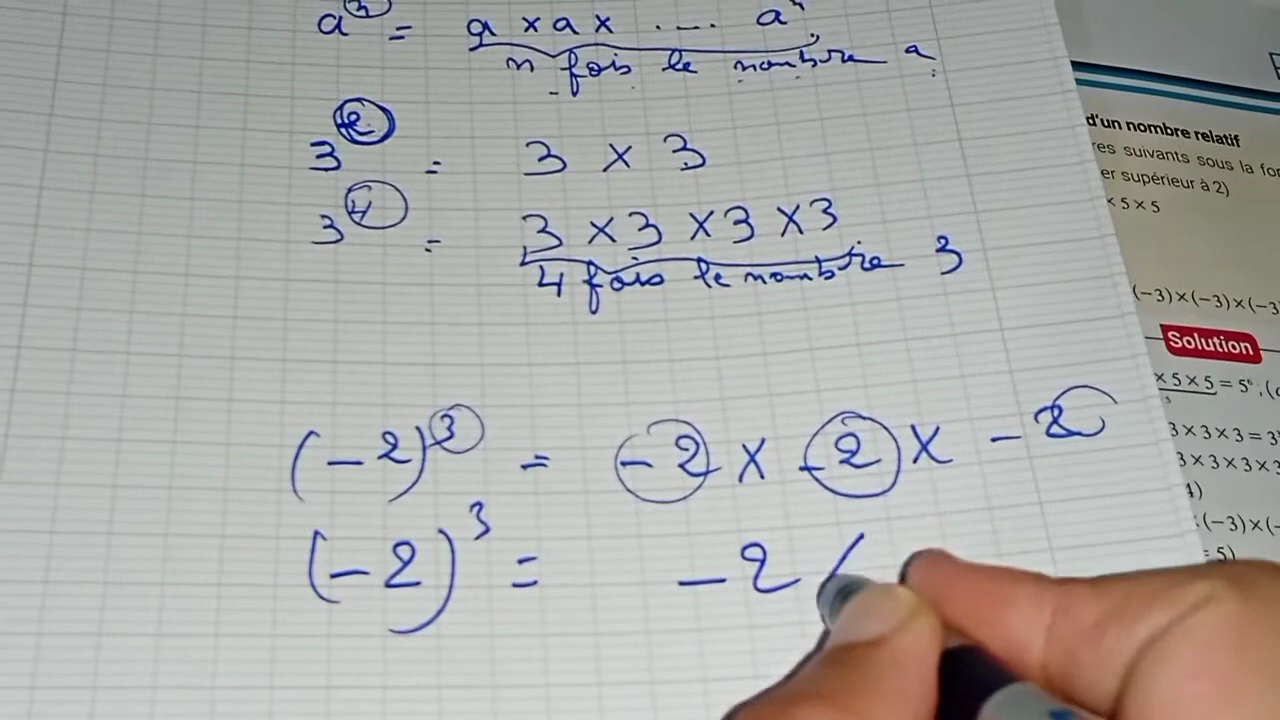 aⁿ = a × a × .... a
n fois le nombre a
3² = 3 × 3
3⁴ = 3 × 3 × 3 × 3
4 fois le nombre 3
(-2)³ = -2 × -2 × -2
(-2)³ = -2 (
d'un nombre relatif
res suivants sous la for
er supérieur à 2)
× 5 × 5
(−3)×(−3)×(−3
Solution
×5×5 = 5
3×3×3=3
3×3×3×3
4)
(−3)×(−
= 5)